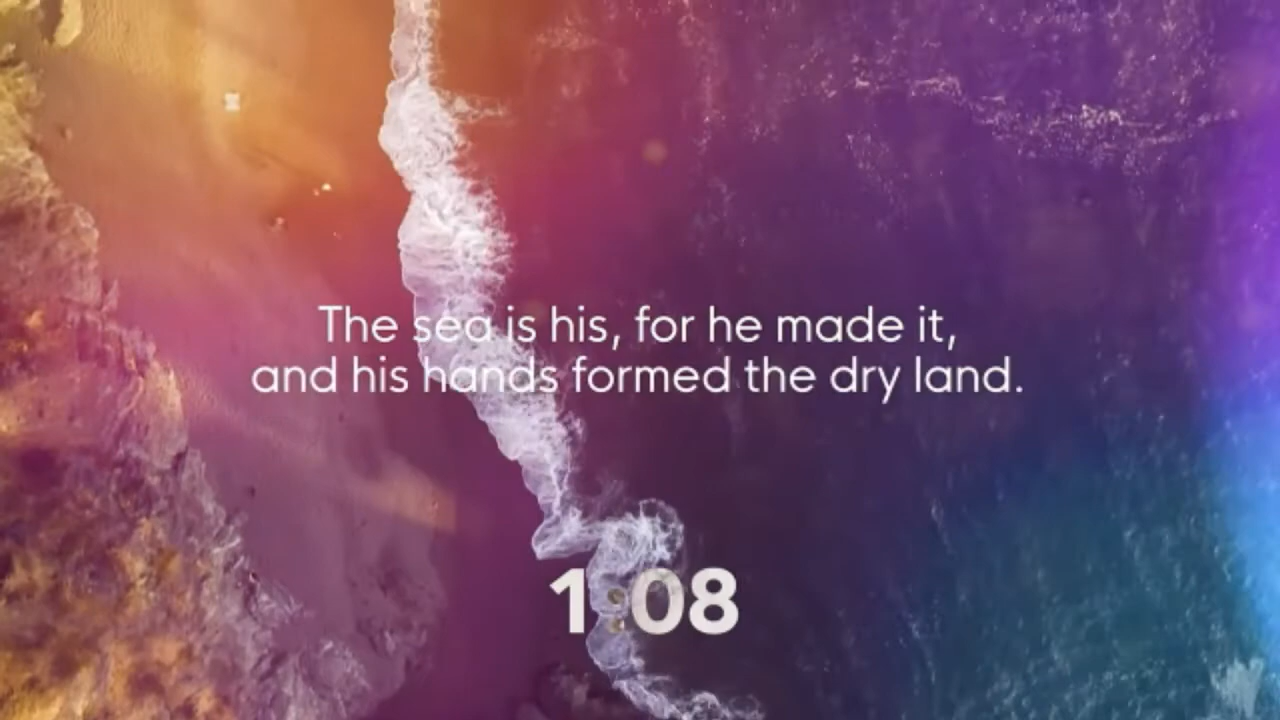 The sea is his, for he made it,
and his hands formed the dry land.
1:08